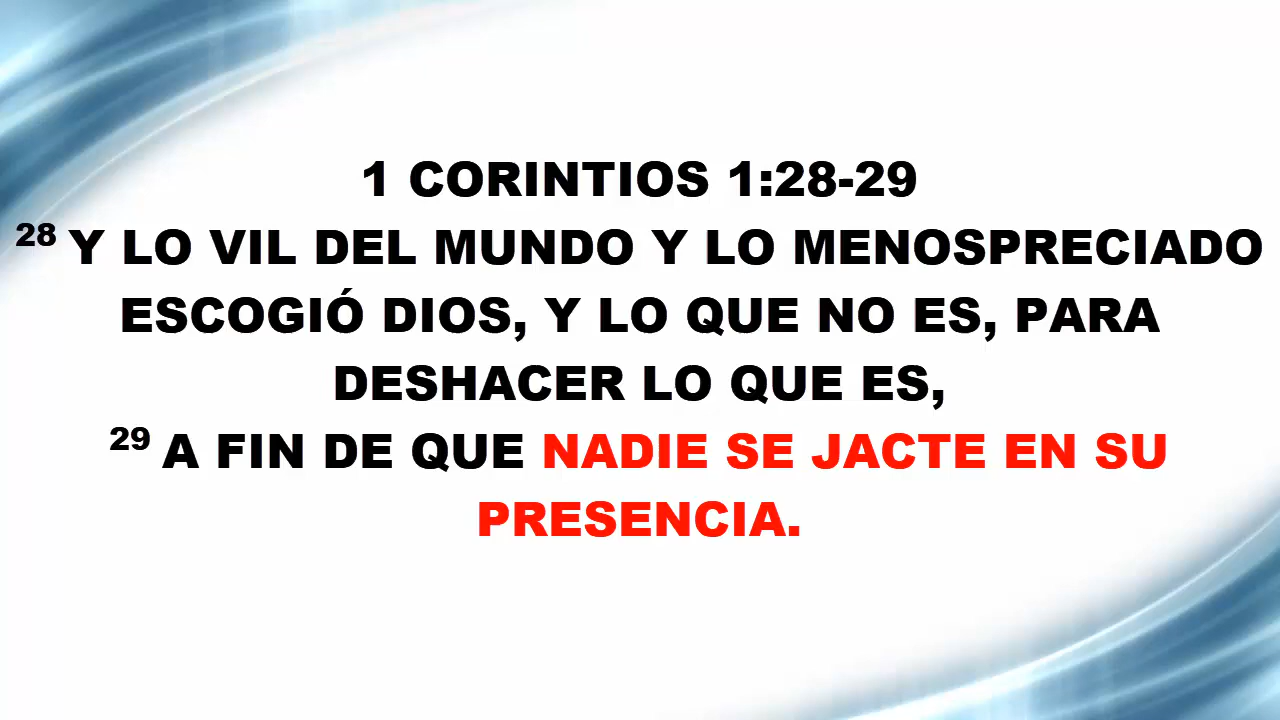 1 CORINTIOS 1:28-29
28 Y LO VIL DEL MUNDO Y LO MENOSPRECIADO
ESCOGIÓ DIOS, Y LO QUE NO ES, PARA
DESHACER LO QUE ES,
29 A FIN DE QUE NADIE SE JACTE EN SU
PRESENCIA.